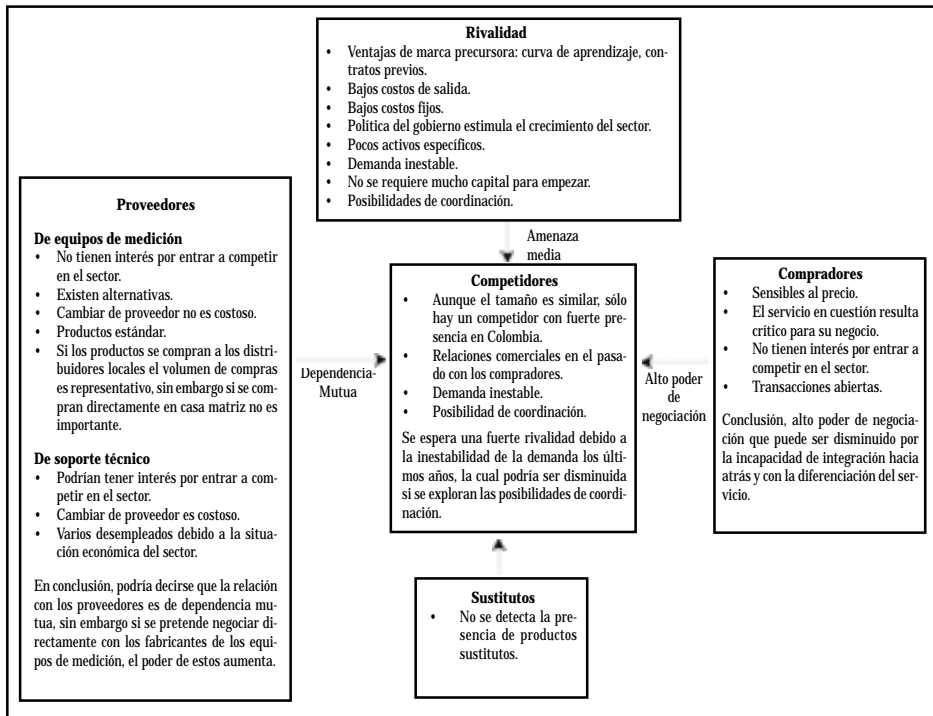 Rivalidad
• Ventajas de marca precursora: curva de aprendizaje, con-
tratos previos.
• Bajos costos de salida.
• Bajos costos fijos.
• Política del gobierno estimula el crecimiento del sector.
• Pocos activos específicos.
• Demanda inestable.
• No se requiere mucho capital para empezar.
• Posibilidades de coordinación.
Amenaza
media
Proveedores
De equipos de medición
• No tienen interés por entrar a competir
en el sector.
• Existen alternativas.
• Cambiar de proveedor no es costoso.
• Productos estándar.
• Si los productos se compran a los distri-
buidores locales el volumen de compras
es representativo, sin embargo si se com-
pran directamente en casa matriz no es
importante.
De soporte técnico
• Podrían tener interés por entrar a com-
petir en el sector.
• Cambiar de proveedor es costoso.
• Varios desempleados debido a la situa-
ción económica del sector.
En conclusión, podría decirse que la relación
con los proveedores es de dependencia mu-
tua, sin embargo si se pretende negociar di-
rectamente con los fabricantes de los equi-
pos de medición, el poder de estos aumenta.
Dependencia-
Mutua
Competidores
• Aunque el tamaño es similar, sólo
hay un competidor con fuerte pre-
sencia en Colombia.
• Relaciones comerciales en el pasa-
do con los compradores.
• Demanda inestable.
• Posibilidad de coordinación.
Se espera una fuerte rivalidad debido a
la inestabilidad de la demanda los últi-
mos años, la cual podría ser disminuida
si se exploran las posibilidades de coordi-
nación.
Alto poder
de
negociación
Compradores
• Sensibles al precio.
• El servicio en cuestión resulta
crítico para su negocio.
• No tienen interés por entrar a
competir en el sector.
• Transacciones abiertas.
Conclusión, alto poder de negocia-
ción que puede ser disminuido por
la incapacidad de integración hacia
atrás y con la diferenciación del ser-
vicio.
Sustitutos
• No se detecta la pre-
sencia de productos
sustitutos.